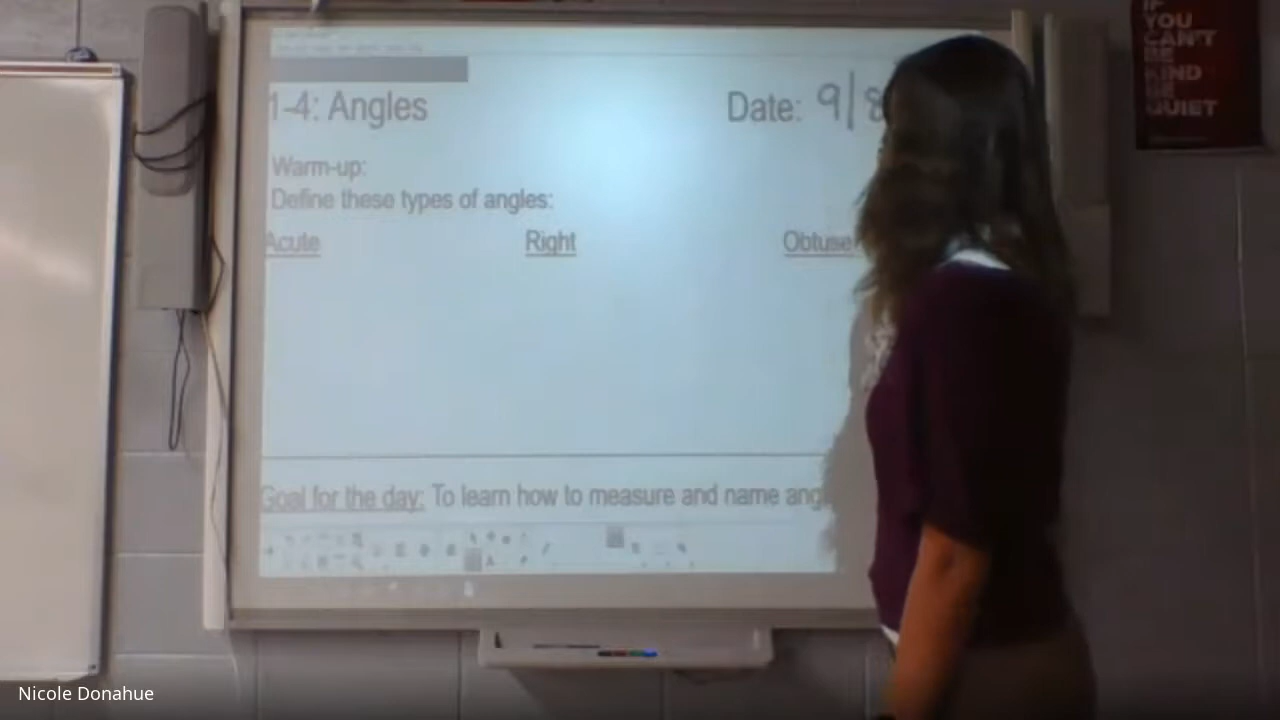 1-4: Angles
Date: 9/8
Warm-up:
Define these types of angles:
Acute Right Obtuse
Goal for the day: To learn how to measure and name ang
IF
YOU
CAN'T
BE
KIND
BE
QUIET
Nicole Donahue